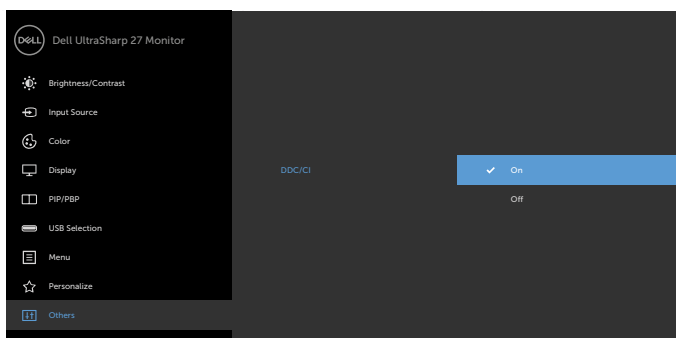 DELL Dell UltraSharp 27 Monitor
Brightness/Contrast
Input Source
Color
Display DDC/CI On
PIP/PBP Off
USB Selection
Menu
Personalize
Others